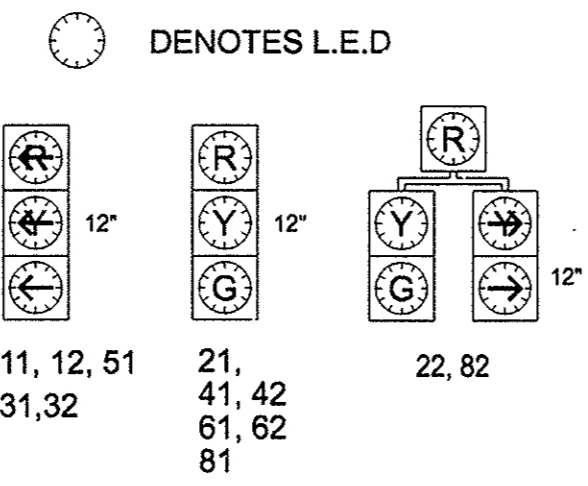 DENOTES L.E.D
R
Y
12"
11, 12, 51
31,32
R
Y
12"
G
21,
41, 42
61, 62
81
R
Y
Y
G
12"
22, 82